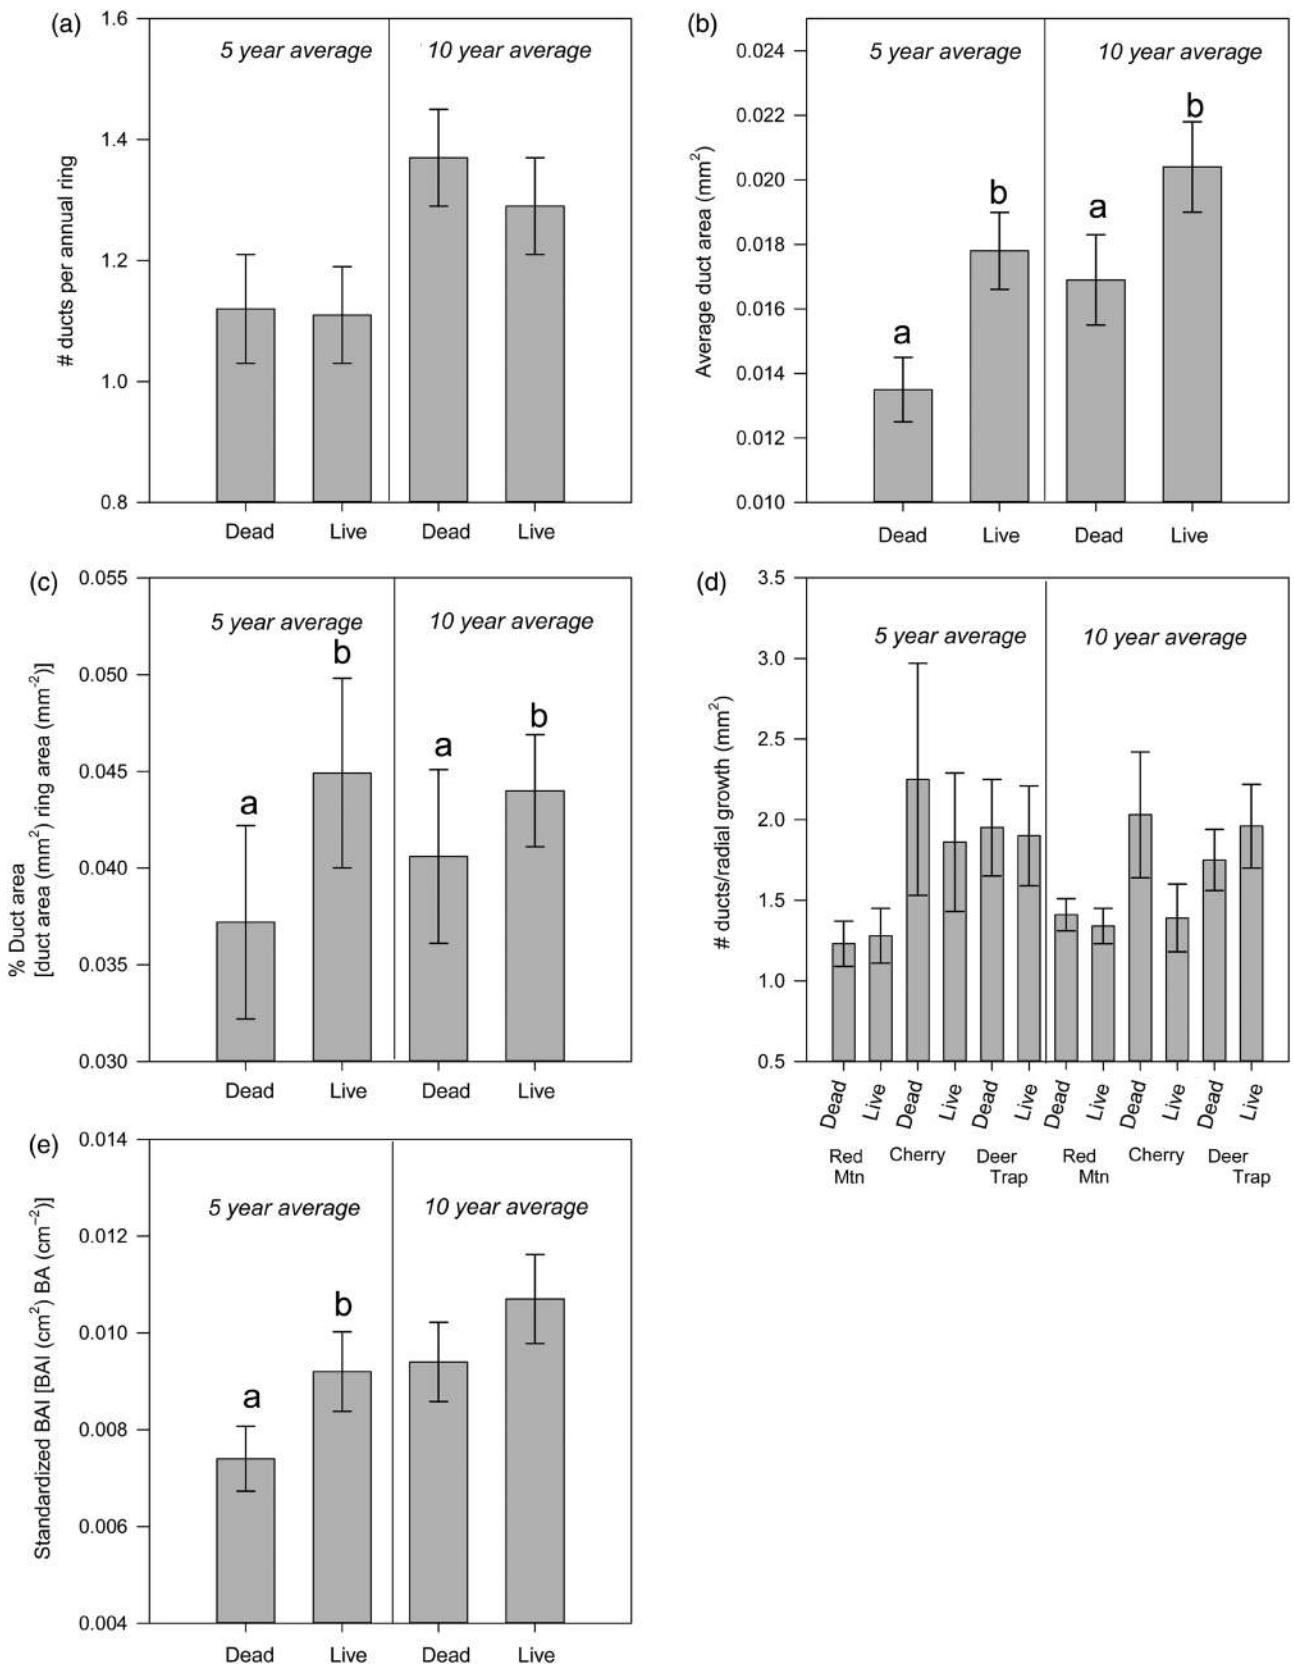 (a)
1.6
1.4
1.2
1.0
0.8
# ducts per annual ring
5 year average
10 year average
Dead
Live
Dead
Live
(b)
0.024
0.022
0.020
0.018
0.016
0.014
0.012
0.010
Average duct area (mm²)
5 year average
10 year average
a
b
a
b
Dead
Live
Dead
Live
(c)
0.055
0.050
0.045
0.040
0.035
0.030
% Duct area
[duct area (mm²) ring area (mm⁻²)]
5 year average
10 year average
a
b
a
b
Dead
Live
Dead
Live
(d)
3.5
3.0
2.5
2.0
1.5
1.0
0.5
# ducts/radial growth (mm²)
5 year average
10 year average
Dead
Live
Dead
Live
Dead
Live
Dead
Live
Dead
Live
Dead
Live
Red
Mtn
Cherry
Deer
Trap
Red
Mtn
Cherry
Deer
Trap
(e)
0.014
0.012
0.010
0.008
0.006
0.004
Standardized BAI [BAI (cm²) BA (cm⁻²)]
5 year average
10 year average
a
b
Dead
Live
Dead
Live